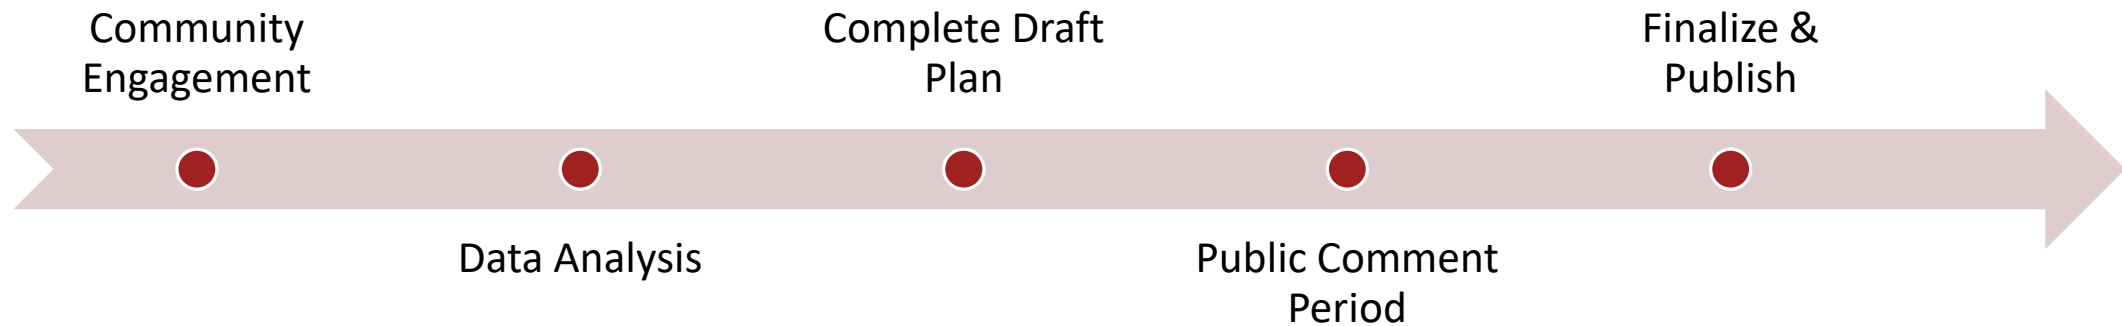 Community
Engagement
Data Analysis
Complete Draft
Plan
Public Comment
Period
Finalize &
Publish